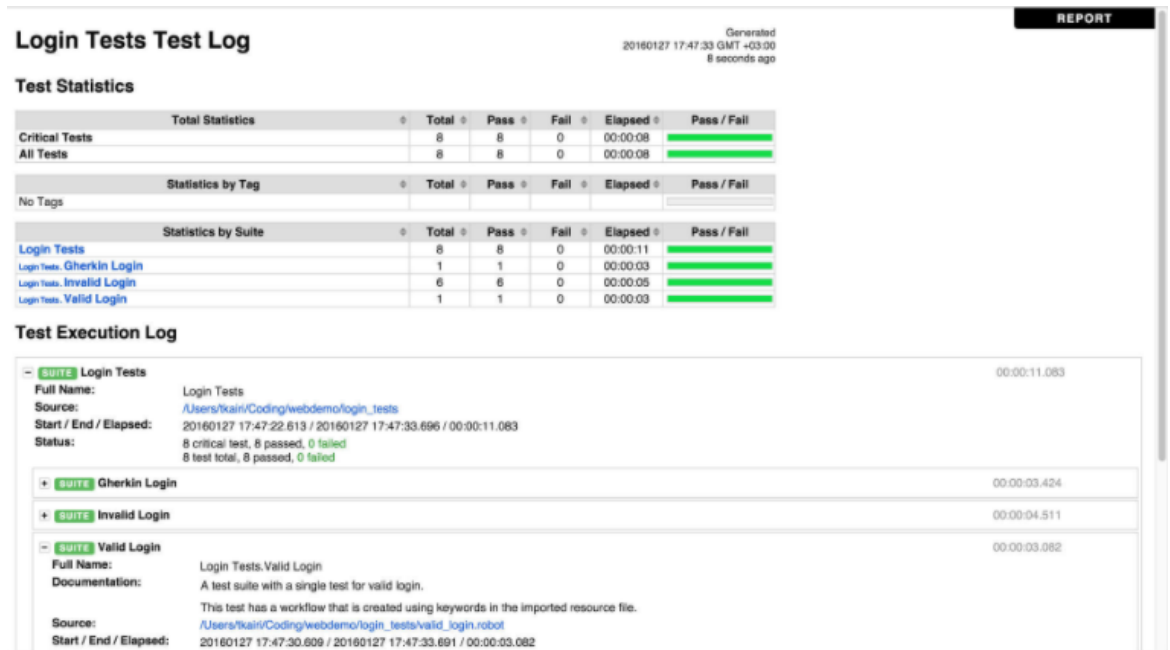 REPORT
Login Tests Test Log
Generated
20160127 17:47:33 GMT +03:00
8 seconds ago
Test Statistics
Total Statistics Total Pass Fail Elapsed Pass / Fail
Critical Tests 8 8 0 00:00:08
All Tests 8 8 0 00:00:08
Statistics by Tag Total Pass Fail Elapsed Pass / Fail
No Tags
Statistics by Suite Total Pass Fail Elapsed Pass / Fail
Login Tests 8 8 0 00:00:11
Login Tests. Gherkin Login 1 1 0 00:00:03
Login Tests. Invalid Login 6 6 0 00:00:05
Login Tests. Valid Login 1 1 0 00:00:03
Test Execution Log
− SUITE Login Tests 00:00:11.083
Full Name: Login Tests
Source: /Users/tkairi/Coding/webdemo/login_tests
Start / End / Elapsed: 20160127 17:47:22.613 / 20160127 17:47:33.696 / 00:00:11.083
Status: 8 critical test, 8 passed, 0 failed
8 test total, 8 passed, 0 failed
+ SUITE Gherkin Login 00:00:03.424
+ SUITE Invalid Login 00:00:04.511
− SUITE Valid Login 00:00:03.082
Full Name: Login Tests.Valid Login
Documentation: A test suite with a single test for valid login.
This test has a workflow that is created using keywords in the imported resource file.
Source: /Users/tkairi/Coding/webdemo/login_tests/valid_login.robot
Start / End / Elapsed: 20160127 17:47:30.609 / 20160127 17:47:33.691 / 00:00:03.082